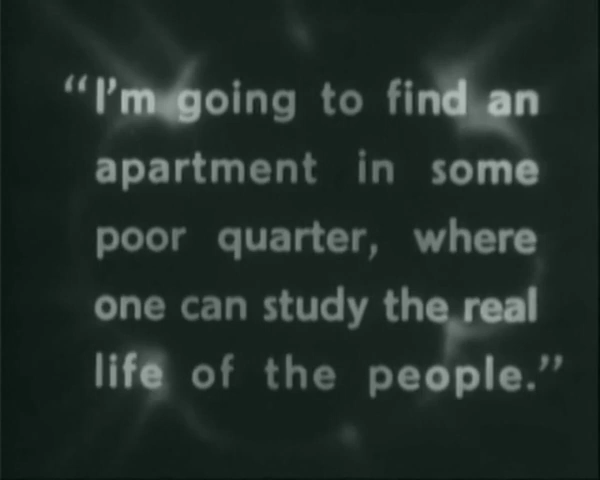 “I'm going to find an
apartment in some
poor quarter, where
one can study the real
life of the people.”